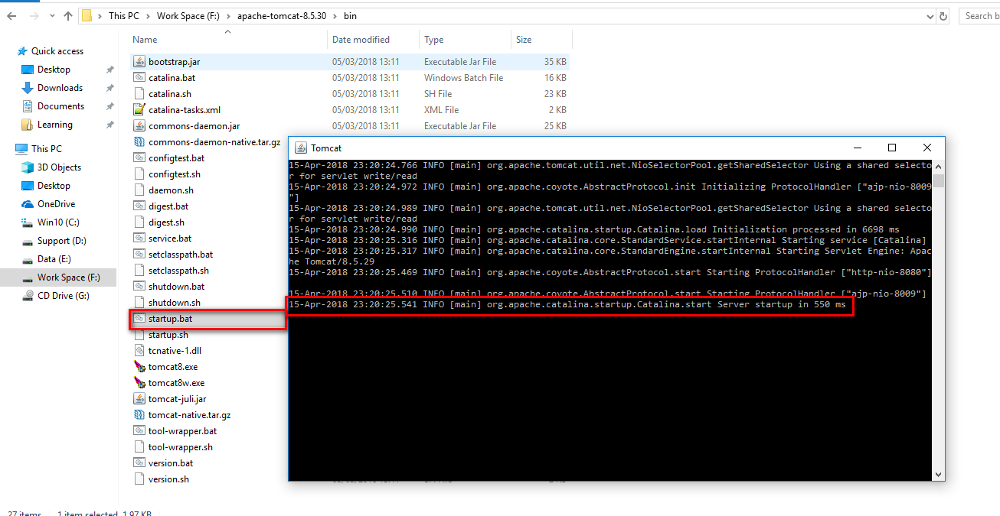 This PC > Work Space (F:) > apache-tomcat-8.5.30 > bin
Search b
Name Date modified Type Size
Quick access
Desktop
Downloads
Documents
Learning
This PC
3D Objects
Desktop
OneDrive
Win10 (C:)
Support (D:)
Data (E:)
Work Space (F:)
CD Drive (G:)
bootstrap.jar 05/03/2018 13:11 Executable Jar File 35 KB
catalina.bat 05/03/2018 13:11 Windows Batch File 16 KB
catalina.sh 05/03/2018 13:11 SH File 23 KB
catalina-tasks.xml 05/03/2018 13:11 XML File 2 KB
commons-daemon.jar 05/03/2018 13:11 Executable Jar File 25 KB
commons-daemon-native.tar.gz
configtest.bat
configtest.sh
daemon.sh
digest.bat
digest.sh
service.bat
setclasspath.bat
setclasspath.sh
shutdown.bat
shutdown.sh
startup.bat
startup.sh
tcnative-1.dll
tomcat8.exe
tomcat8w.exe
tomcat-juli.jar
tomcat-native.tar.gz
tool-wrapper.bat
tool-wrapper.sh
version.bat
version.sh
Tomcat
15-Apr-2018 23:20:24.766 INFO [main] org.apache.tomcat.util.net.NioSelectorPool.getSharedSelector Using a shared selecto
r for servlet write/read
15-Apr-2018 23:20:24.972 INFO [main] org.apache.coyote.AbstractProtocol.init Initializing ProtocolHandler ["ajp-nio-8009
"]
15-Apr-2018 23:20:24.989 INFO [main] org.apache.tomcat.util.net.NioSelectorPool.getSharedSelector Using a shared selecto
r for servlet write/read
15-Apr-2018 23:20:24.990 INFO [main] org.apache.catalina.startup.Catalina.load Initialization processed in 6698 ms
15-Apr-2018 23:20:25.316 INFO [main] org.apache.catalina.core.StandardService.startInternal Starting service [Catalina]
15-Apr-2018 23:20:25.317 INFO [main] org.apache.catalina.core.StandardEngine.startInternal Starting Servlet Engine: Apac
he Tomcat/8.5.29
15-Apr-2018 23:20:25.469 INFO [main] org.apache.coyote.AbstractProtocol.start Starting ProtocolHandler ["http-nio-8080"]
15-Apr-2018 23:20:25.510 INFO [main] org.apache.coyote.AbstractProtocol.start Starting ProtocolHandler ["ajp-nio-8009"]
15-Apr-2018 23:20:25.541 INFO [main] org.apache.catalina.startup.Catalina.start Server startup in 550 ms
27 items 1 item selected 1.97 KB